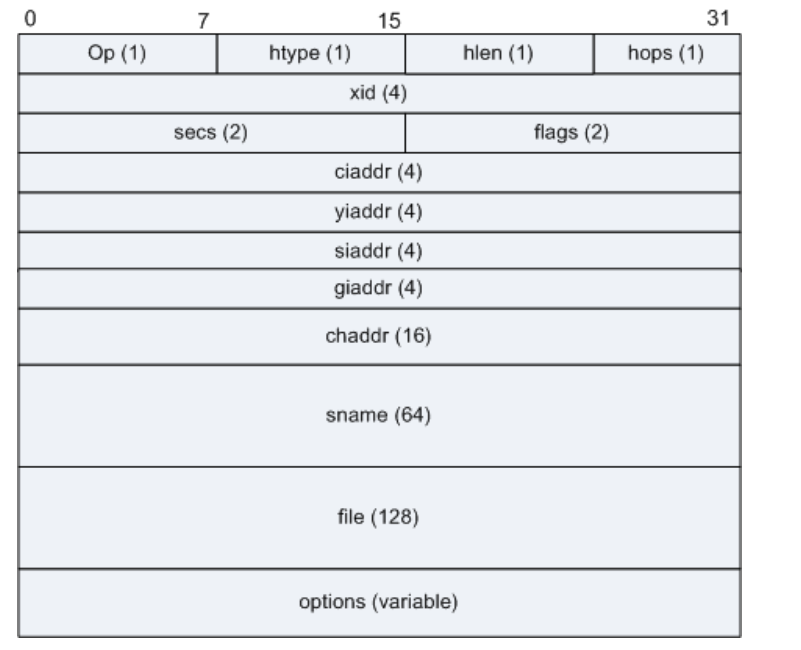 0 7 15 31
Op (1) htype (1) hlen (1) hops (1)
xid (4)
secs (2) flags (2)
ciaddr (4)
yiaddr (4)
siaddr (4)
giaddr (4)
chaddr (16)
sname (64)
file (128)
options (variable)